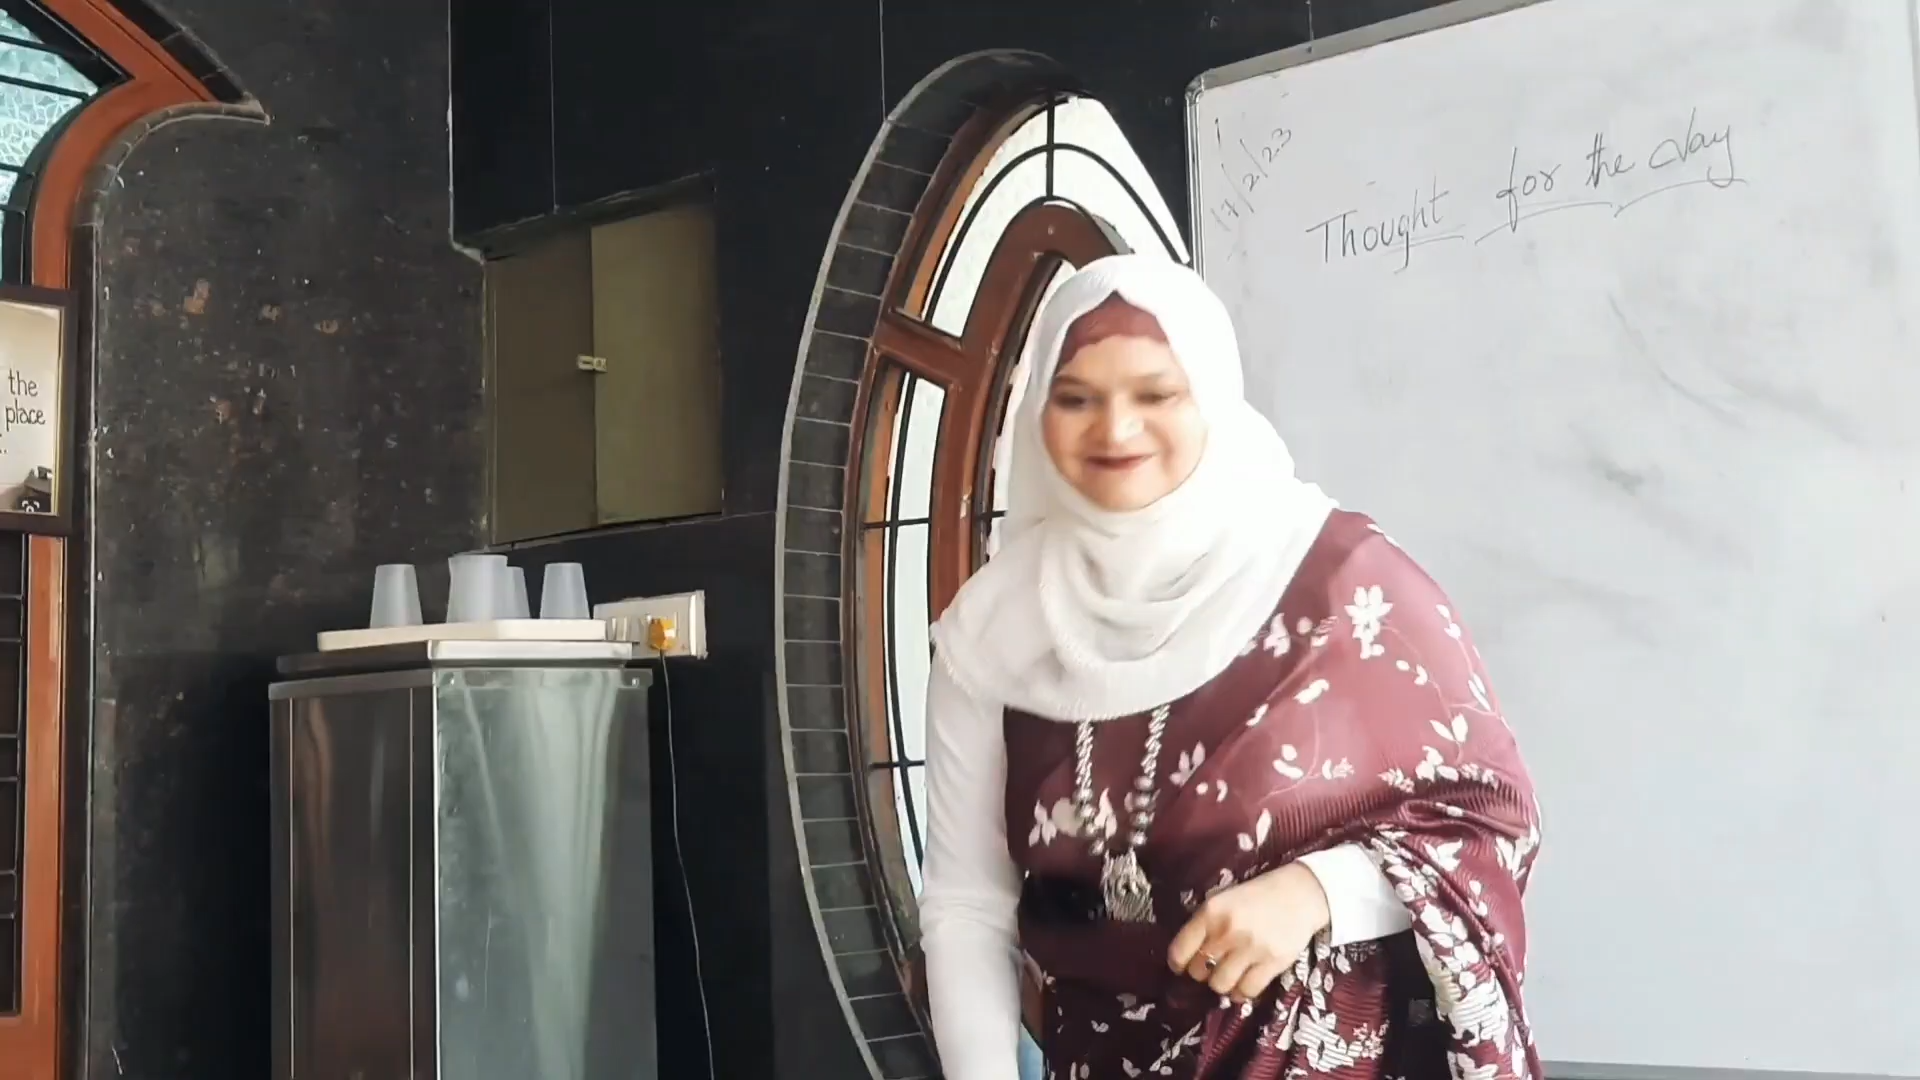 the
place
..
17/2/23
Thought for the day